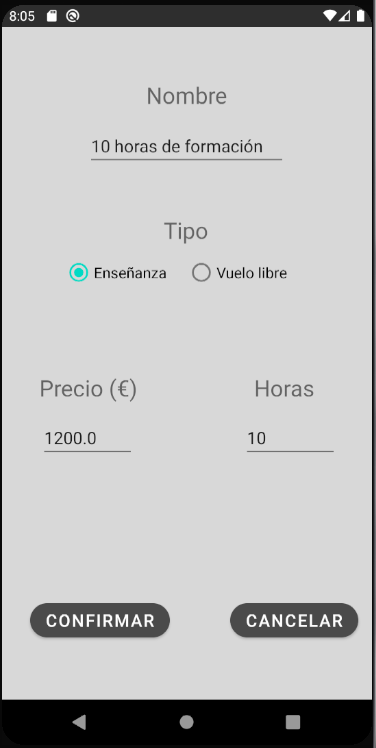 8:05
Nombre
10 horas de formación
Tipo
Enseñanza Vuelo libre
Precio (€) Horas
1200.0 10
CONFIRMAR CANCELAR